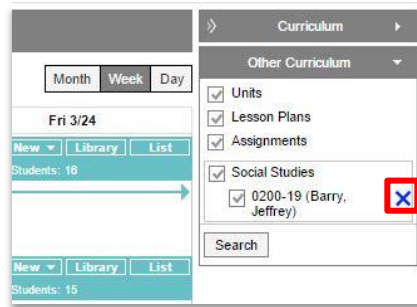 Month Week Day
Fri 3/24
New Library List
Students: 16
New Library List
Students: 15
Curriculum
Other Curriculum
Units
Lesson Plans
Assignments
Social Studies
0200-19 (Barry,
Jeffrey)
Search